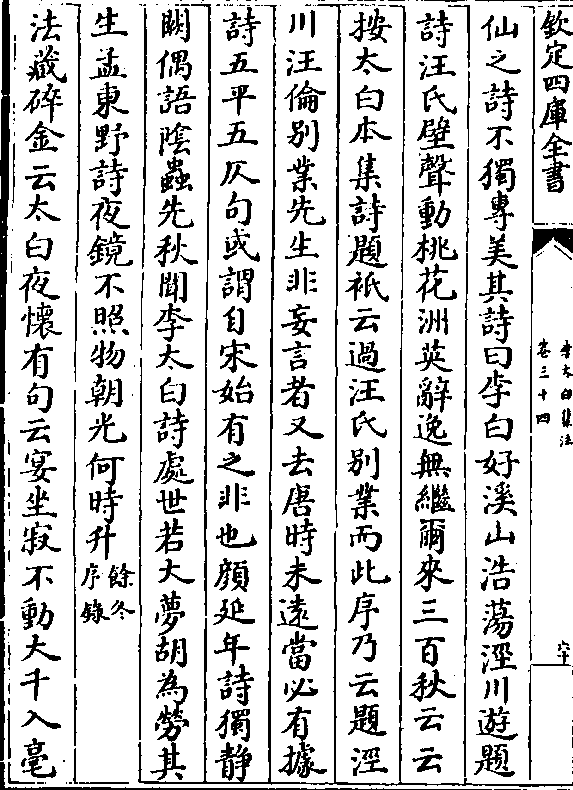 欽定四庫全書
李太白集注
卷三十四
六十
仙之詩不獨專美其詩曰李白好溪山浩蕩涇川遊題
詩汪氏壁聲動桃花洲英辭逸無繼爾來三百秋云云
按太白本集詩題祇云過汪氏别業而此序乃云題涇
川汪倫别業先生非妄言者又去唐時未遠當必有據
詩五平五仄句或謂自宋始有之非也顔延年詩獨静
闕偶語陰蟲先秋聞李太白詩處世若大夢胡為勞其
生孟東野詩夜鏡不照物朝光何時升餘冬序錄
法藏碎金云太白夜懷有句云宴坐寂不動大千入毫